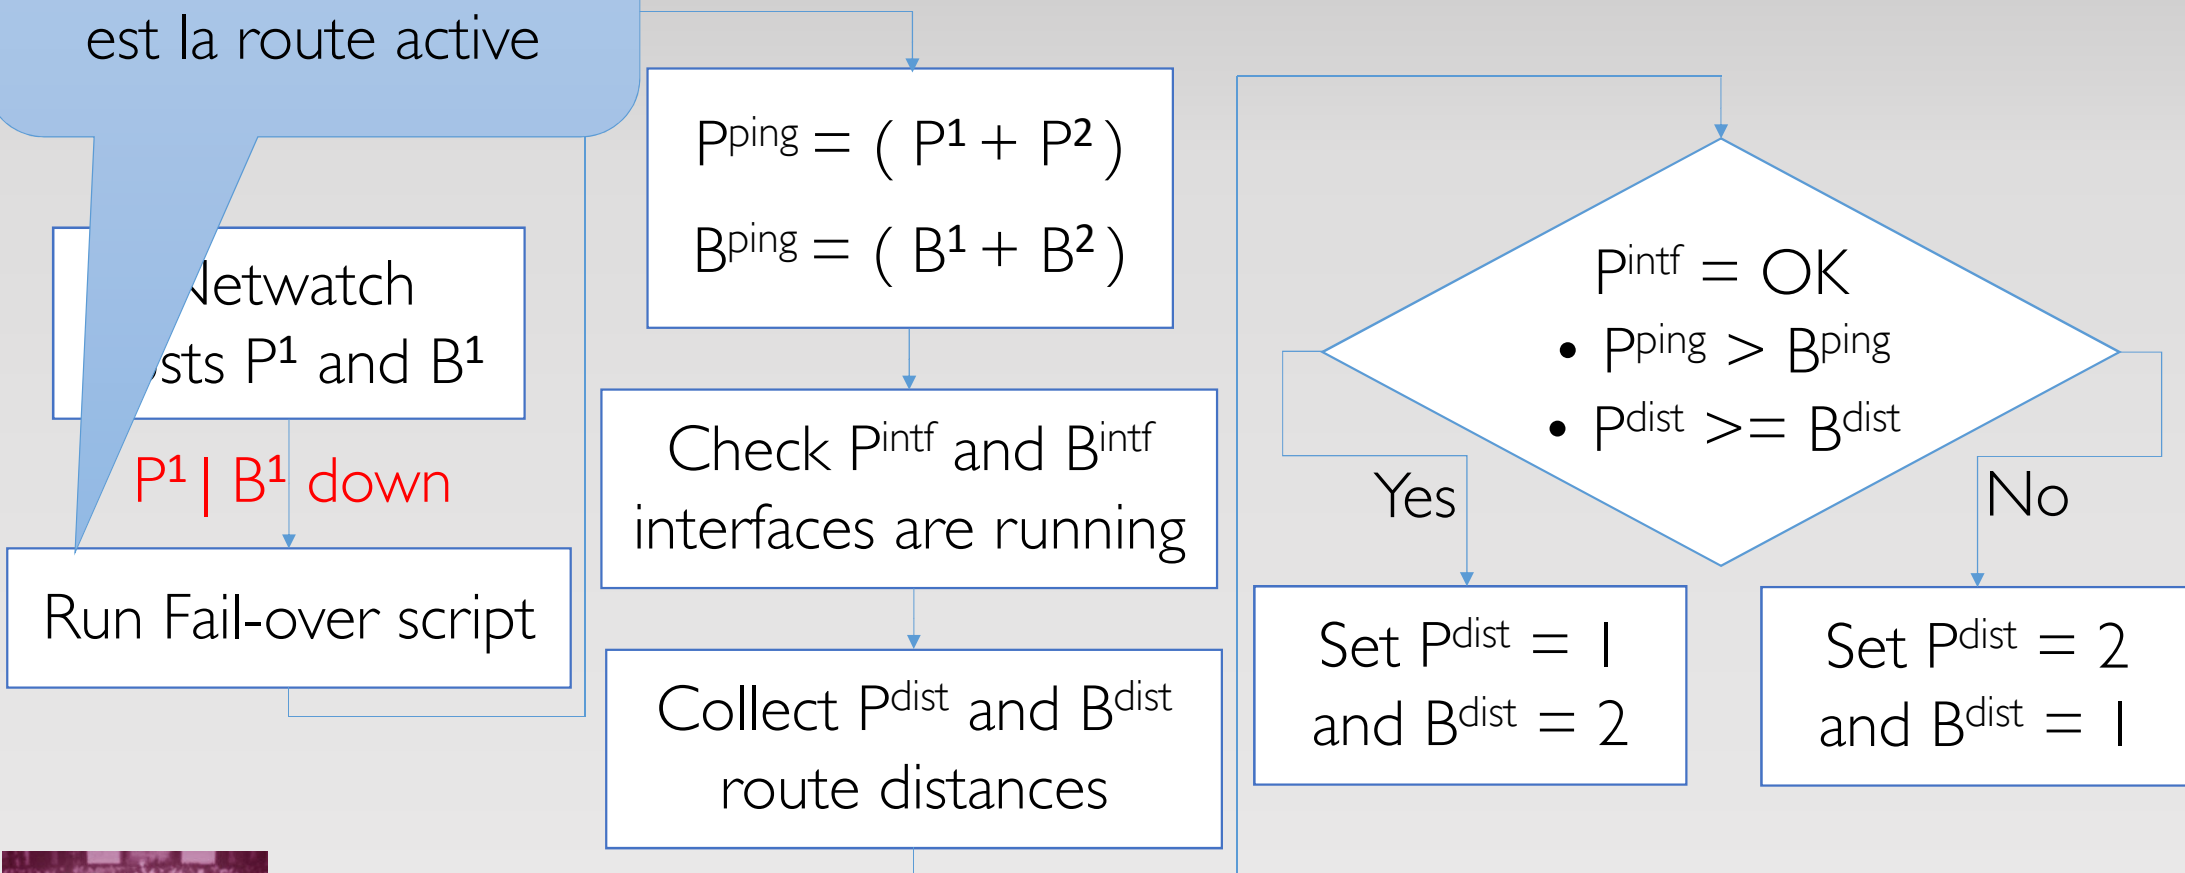 est la route active
P¹ and B¹
P¹ | B¹ down
Run Fail-over script
Pping = ( P¹ + P² )
Bping = ( B¹ + B² )
Check Pintf and Bintf
interfaces are running
Collect Pdist and Bdist
route distances
Pintf = OK
• Pping > Bping
• Pdist >= Bdist
Yes
No
Set Pdist = 1
and Bdist = 2
Set Pdist = 2
and Bdist = 1